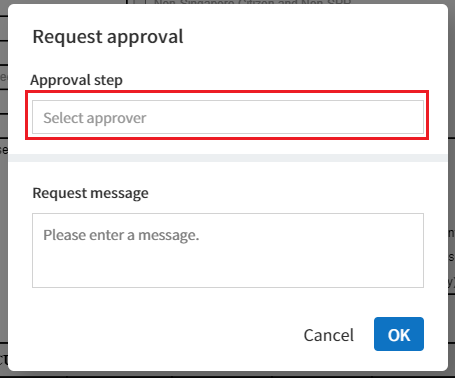 Non-Singapore Citizen and Non-SPR
Request approval
Approval step
Select approver
Request message
Please enter a message.
Cancel
OK